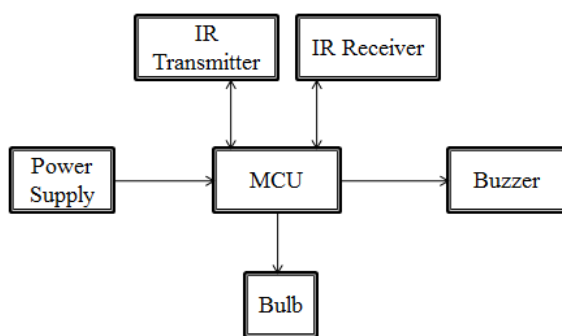 IR
Transmitter
IR Receiver
Power
Supply
MCU
Buzzer
Bulb